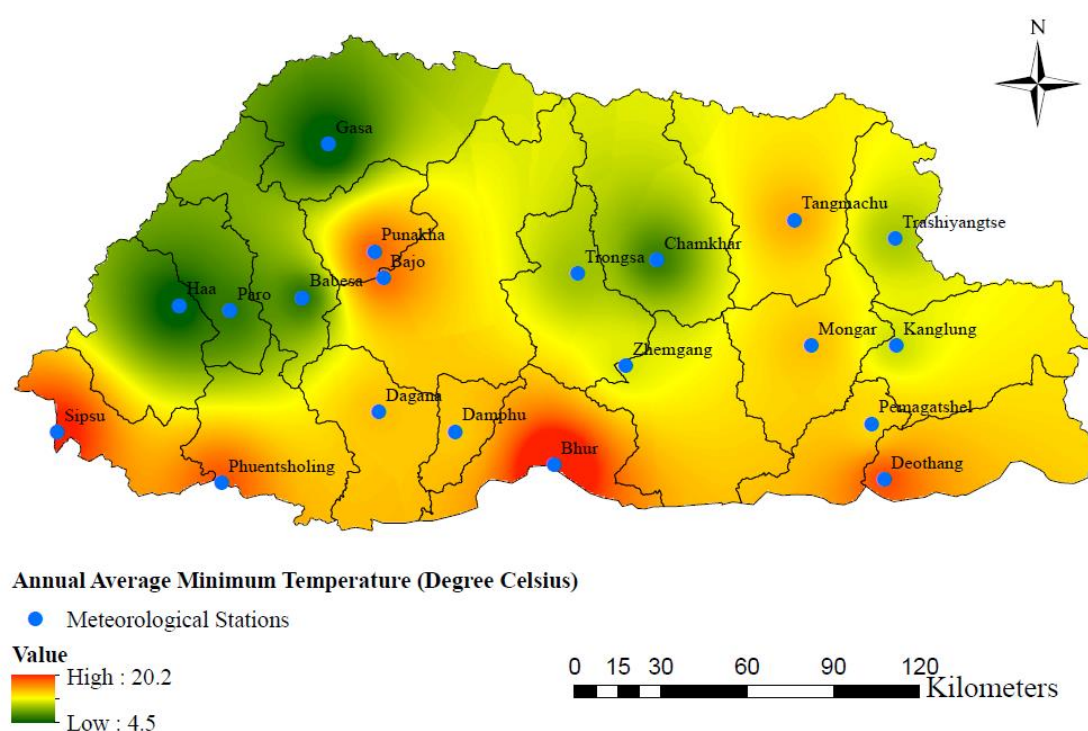 N
Gasa
Tangmachu
Trashiyangtse
Punakha
Bajo
Chamkhar
Trongsa
Babesa
Haa
Paro
Mongar
Kanglung
Zhemgang
Dagana
Damphu
Pemagatshel
Sipsu
Bhur
Phuentsholing
Deothang
Annual Average Minimum Temperature (Degree Celsius)
Meteorological Stations
Value
High : 20.2
Low : 4.5
0 15 30 60 90 120
Kilometers